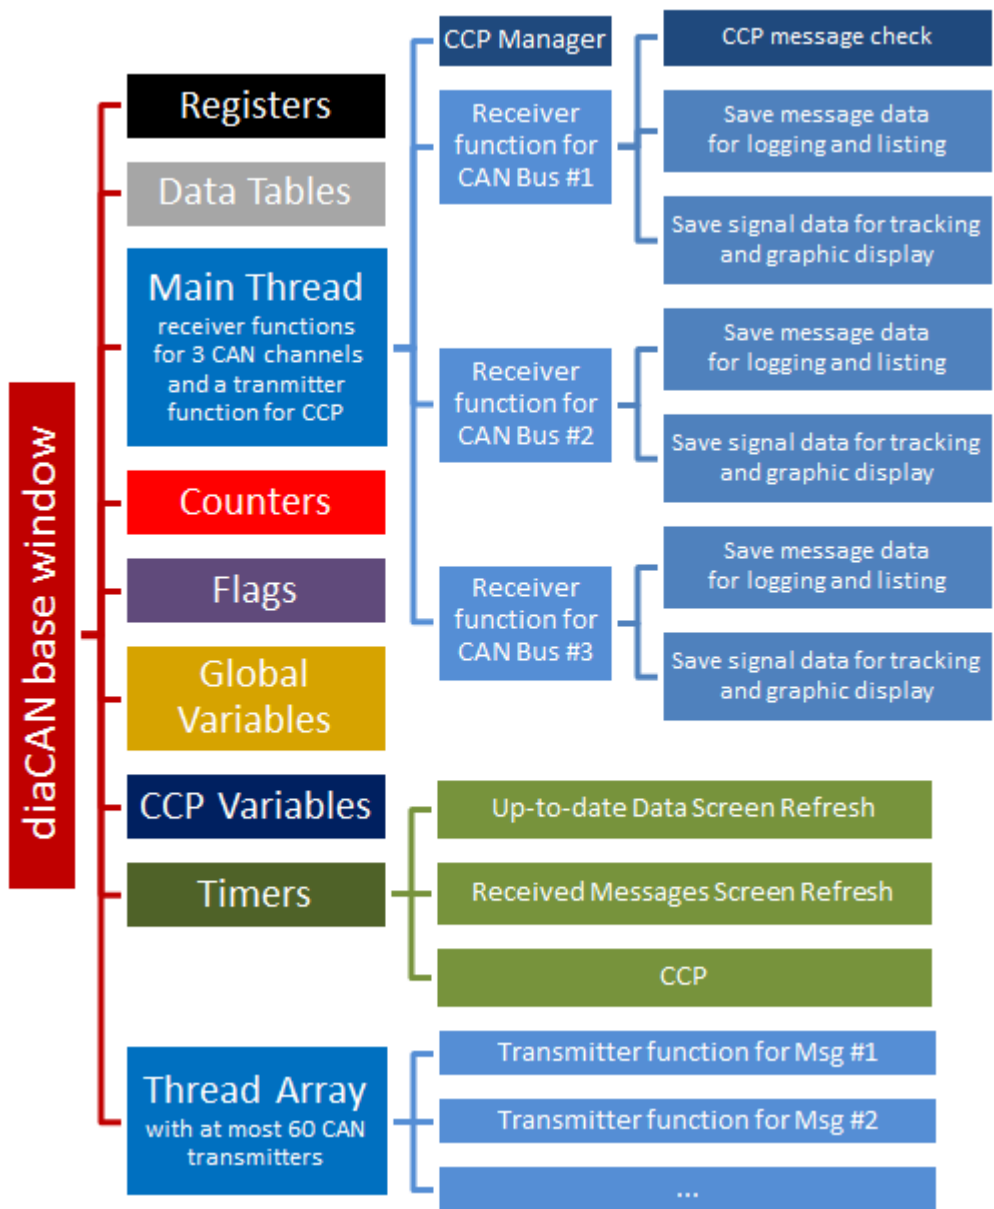 diaCAN base window
Registers
Data Tables
Main Thread
receiver functions
for 3 CAN channels
and a tranmitter
function for CCP
Counters
Flags
Global
Variables
CCP Variables
Timers
Thread Array
with at most 60 CAN
transmitters
CCP Manager
Receiver
function for
CAN Bus #1
CCP message check
Save message data
for logging and listing
Save signal data for tracking
and graphic display
Receiver
function for
CAN Bus #2
Save message data
for logging and listing
Save signal data for tracking
and graphic display
Receiver
function for
CAN Bus #3
Save message data
for logging and listing
Save signal data for tracking
and graphic display
Up-to-date Data Screen Refresh
Received Messages Screen Refresh
CCP
Transmitter function for Msg #1
Transmitter function for Msg #2
...